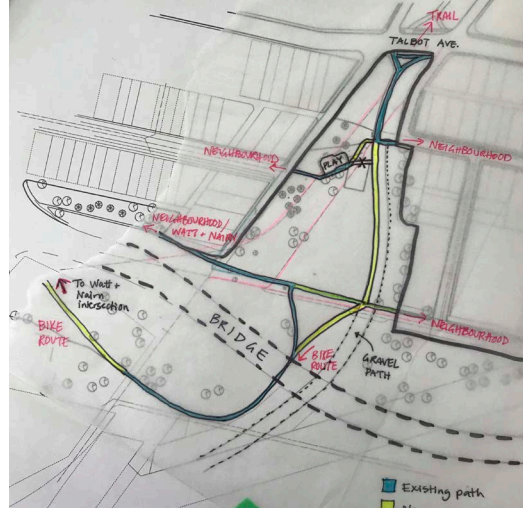 TRAIL
TALBOT AVE.
NEIGHBOURHOOD
PLAY
NEIGHBOURHOOD
NEIGHBOURHOOD/
WATT + NAIRN
To Watt +
Nairn
intersection
BIKE
ROUTE
BRIDGE
NEIGHBOURHOOD
BIKE
ROUTE
GRAVEL
PATH
Existing path